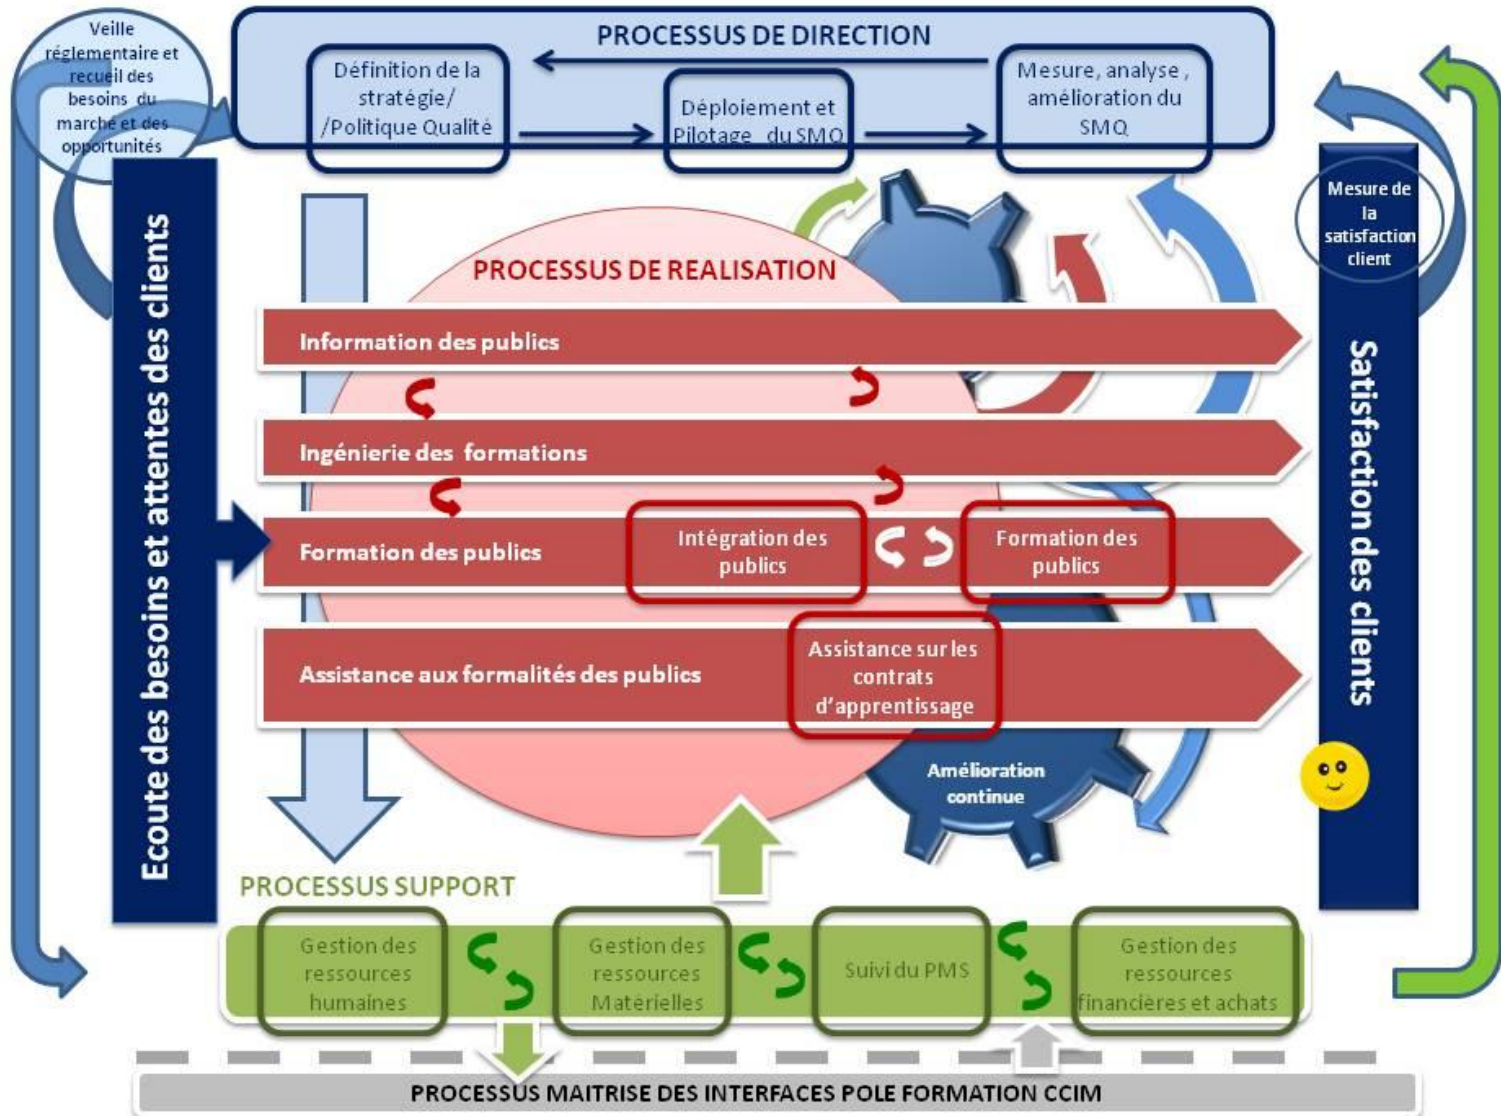 Veille
réglementaire et
recueil des
besoins du
marché et des
opportunités
PROCESSUS DE DIRECTION
Définition de la
stratégie/
/Politique Qualité
Déploiement et
Pilotage du SMQ
Mesure, analyse ,
amélioration du
SMQ
Ecoute des besoins et attentes des clients
Mesure de
la
satisfaction
client
Satisfaction des clients
PROCESSUS DE REALISATION
Information des publics
Ingénierie des formations
Formation des publics
Intégration des
publics
Formation des
publics
Assistance aux formalités des publics
Assistance sur les
contrats
d'apprentissage
Amélioration
continue
PROCESSUS SUPPORT
Gestion des
ressources
humaines
Gestion des
ressources
Matérielles
Suivi du PMS
Gestion des
ressources
financières et achats
PROCESSUS MAITRISE DES INTERFACES POLE FORMATION CCIM